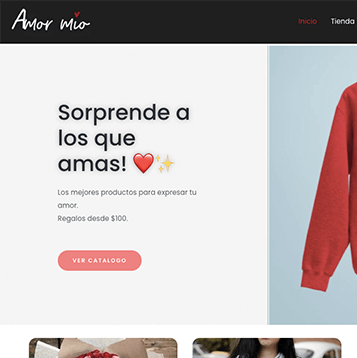 Amor mio
Inicio
Tienda
Sorprende a
los que
amas! ❤️✨
Los mejores productos para expresar tu
amor.
Regalos desde $100.
VER CATALOGO